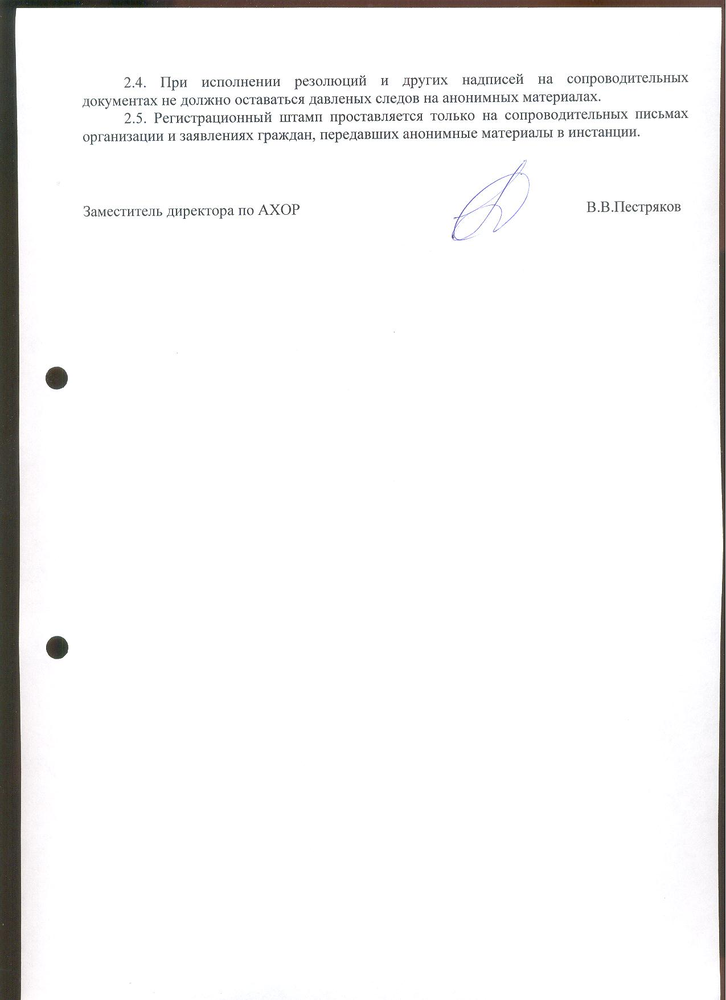 2.4. При исполнении резолюций и других надписей на сопроводительных
документах не должно оставаться давленых следов на анонимных материалах.
2.5. Регистрационный штамп проставляется только на сопроводительных письмах
организации и заявлениях граждан, передавших анонимные материалы в инстанции.
Заместитель директора по АХОР В.В.Пестряков